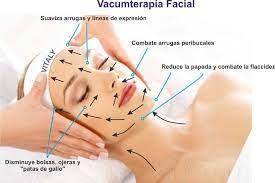 Vacumterapia Facial
Suaviza arrugas y líneas de expresión
Combate arrugas peribucales
VITALY
Reduce la papada y combate la flaccidez
Disminuye bolsas, ojeras y
"patas de gallo"